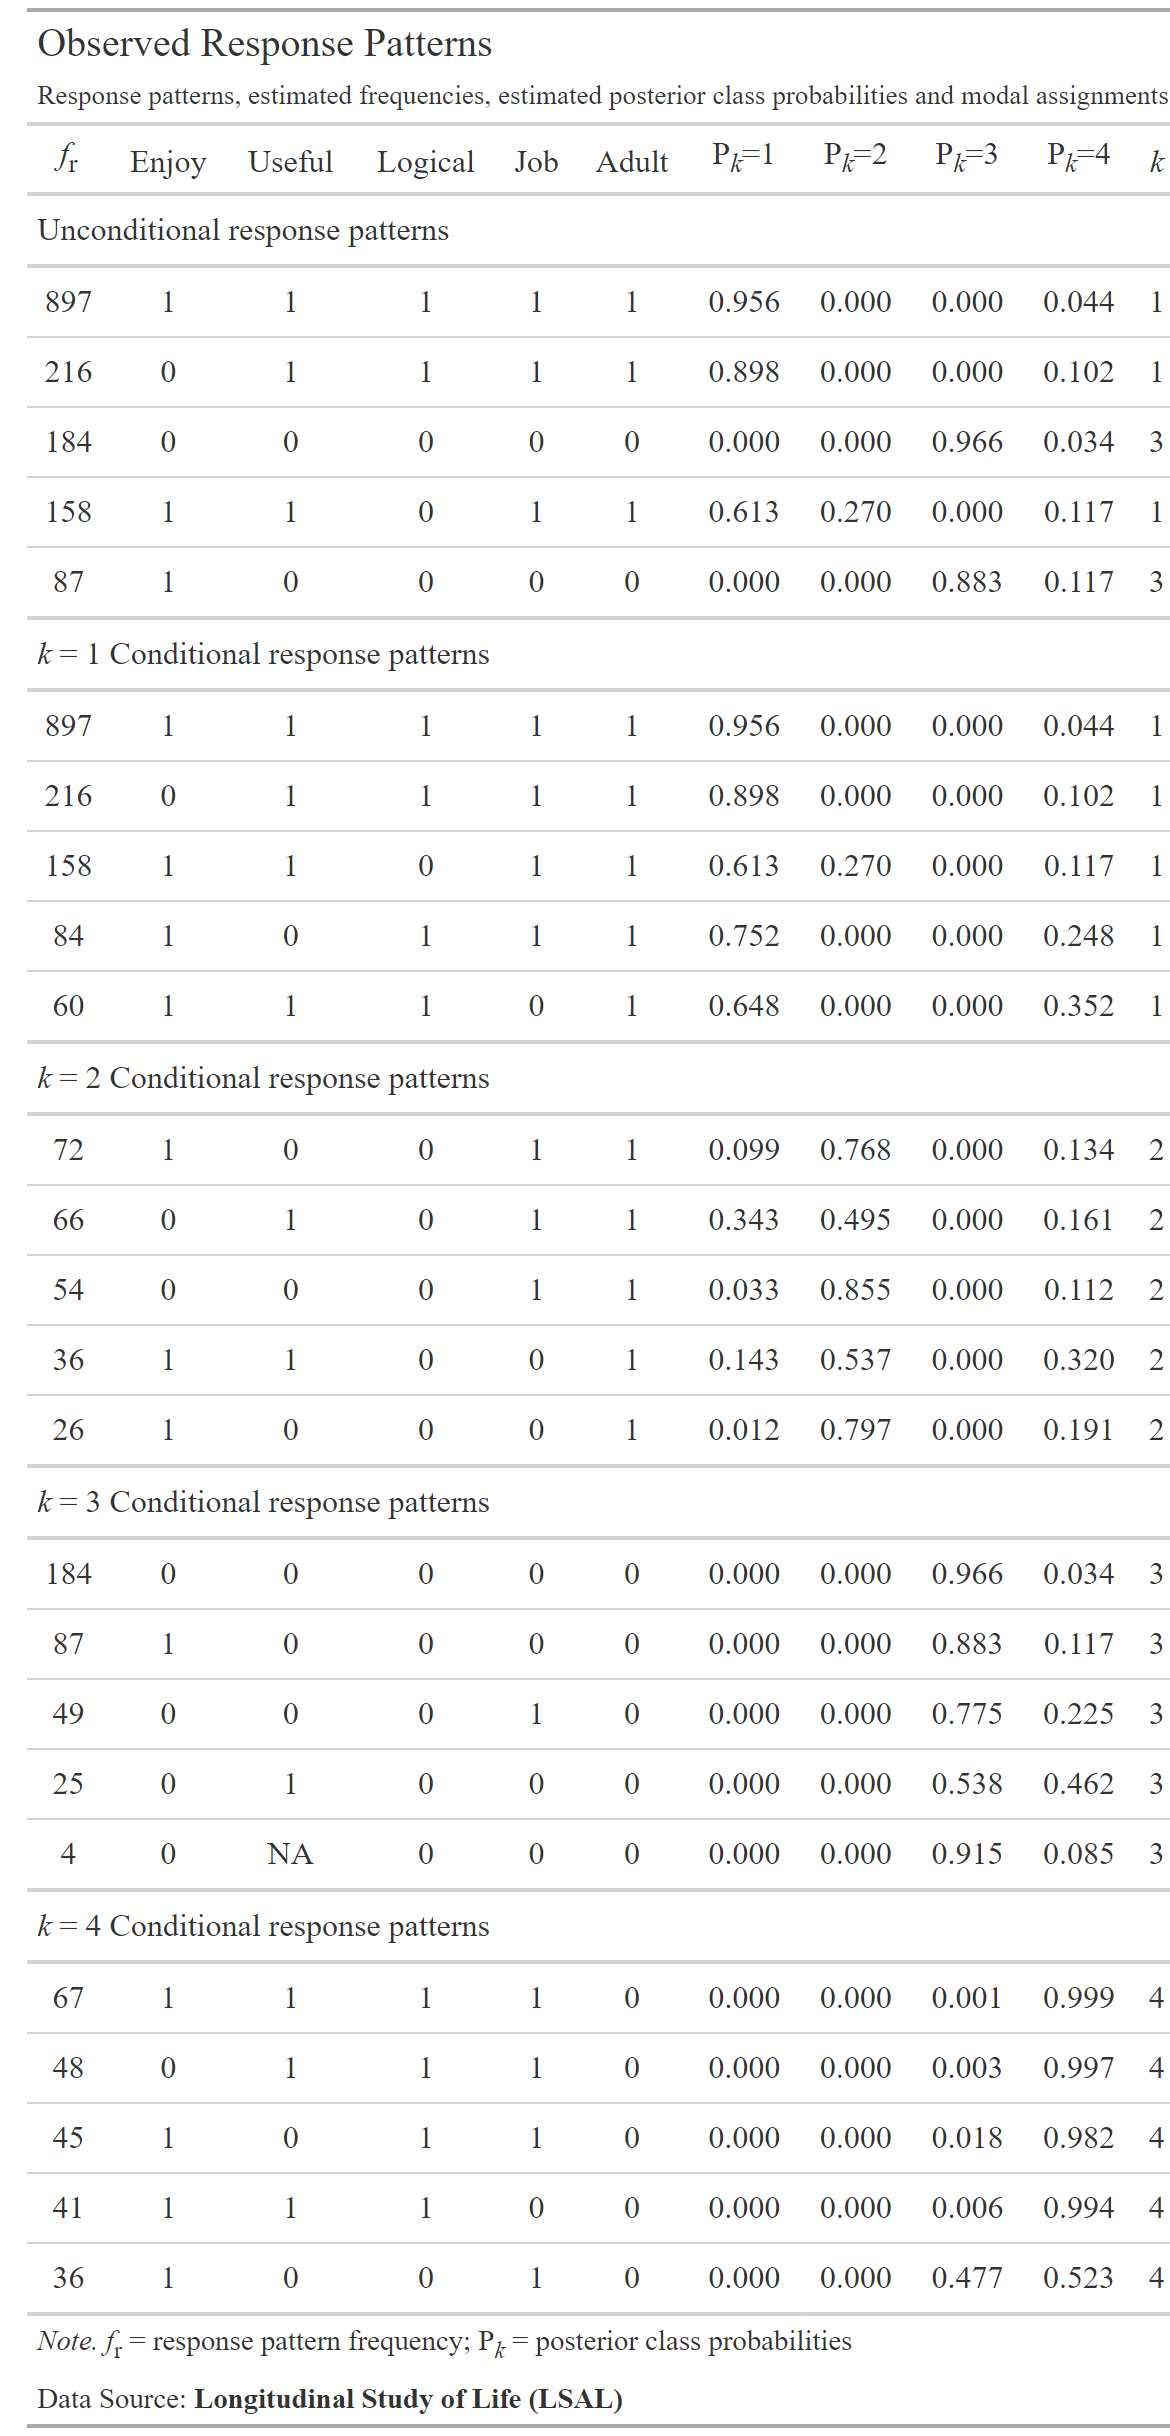 Observed Response Patterns
Response patterns, estimated frequencies, estimated posterior class probabilities and modal assignments
fr Enjoy Useful Logical Job Adult Pk=1 Pk=2 Pk=3 Pk=4 k
Unconditional response patterns
897 1 1 1 1 1 0.956 0.000 0.000 0.044 1
216 0 1 1 1 1 0.898 0.000 0.000 0.102 1
184 0 0 0 0 0 0.000 0.000 0.966 0.034 3
158 1 1 0 1 1 0.613 0.270 0.000 0.117 1
87 1 0 0 0 0 0.000 0.000 0.883 0.117 3
k = 1 Conditional response patterns
897 1 1 1 1 1 0.956 0.000 0.000 0.044 1
216 0 1 1 1 1 0.898 0.000 0.000 0.102 1
158 1 1 0 1 1 0.613 0.270 0.000 0.117 1
84 1 0 1 1 1 0.752 0.000 0.000 0.248 1
60 1 1 1 0 1 0.648 0.000 0.000 0.352 1
k = 2 Conditional response patterns
72 1 0 0 1 1 0.099 0.768 0.000 0.134 2
66 0 1 0 1 1 0.343 0.495 0.000 0.161 2
54 0 0 0 1 1 0.033 0.855 0.000 0.112 2
36 1 1 0 0 1 0.143 0.537 0.000 0.320 2
26 1 0 0 0 1 0.012 0.797 0.000 0.191 2
k = 3 Conditional response patterns
184 0 0 0 0 0 0.000 0.000 0.966 0.034 3
87 1 0 0 0 0 0.000 0.000 0.883 0.117 3
49 0 0 0 1 0 0.000 0.000 0.775 0.225 3
25 0 1 0 0 0 0.000 0.000 0.538 0.462 3
4 0 NA 0 0 0 0.000 0.000 0.915 0.085 3
k = 4 Conditional response patterns
67 1 1 1 1 0 0.000 0.000 0.001 0.999 4
48 0 1 1 1 0 0.000 0.000 0.003 0.997 4
45 1 0 1 1 0 0.000 0.000 0.018 0.982 4
41 1 1 1 0 0 0.000 0.000 0.006 0.994 4
36 1 0 0 1 0 0.000 0.000 0.477 0.523 4
Note. fr = response pattern frequency; Pk = posterior class probabilities
Data Source: Longitudinal Study of Life (LSAL)